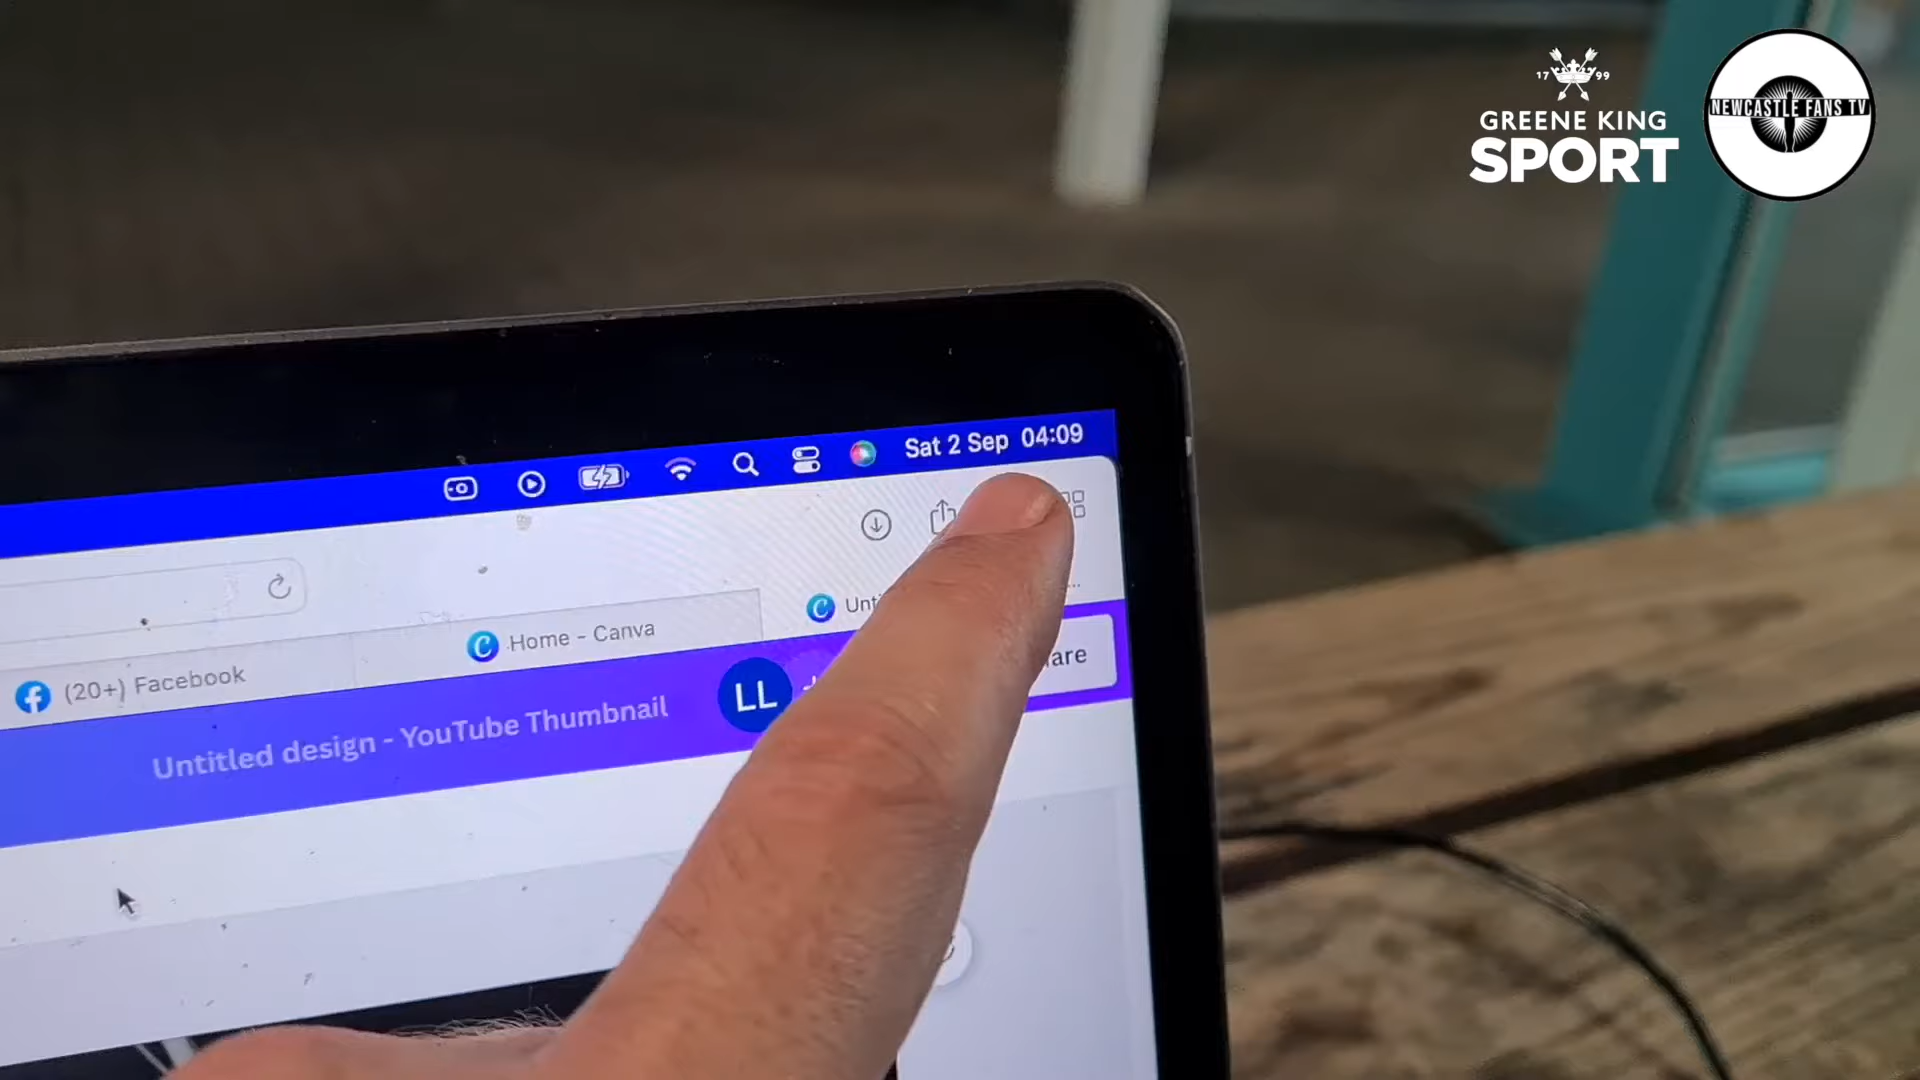 17 99
GREENE KING
SPORT
NEWCASTLE FANS TV
Sat 2 Sep 04:09
Home - Canva
(20+) Facebook
LL
Untitled design - YouTube Thumbnail